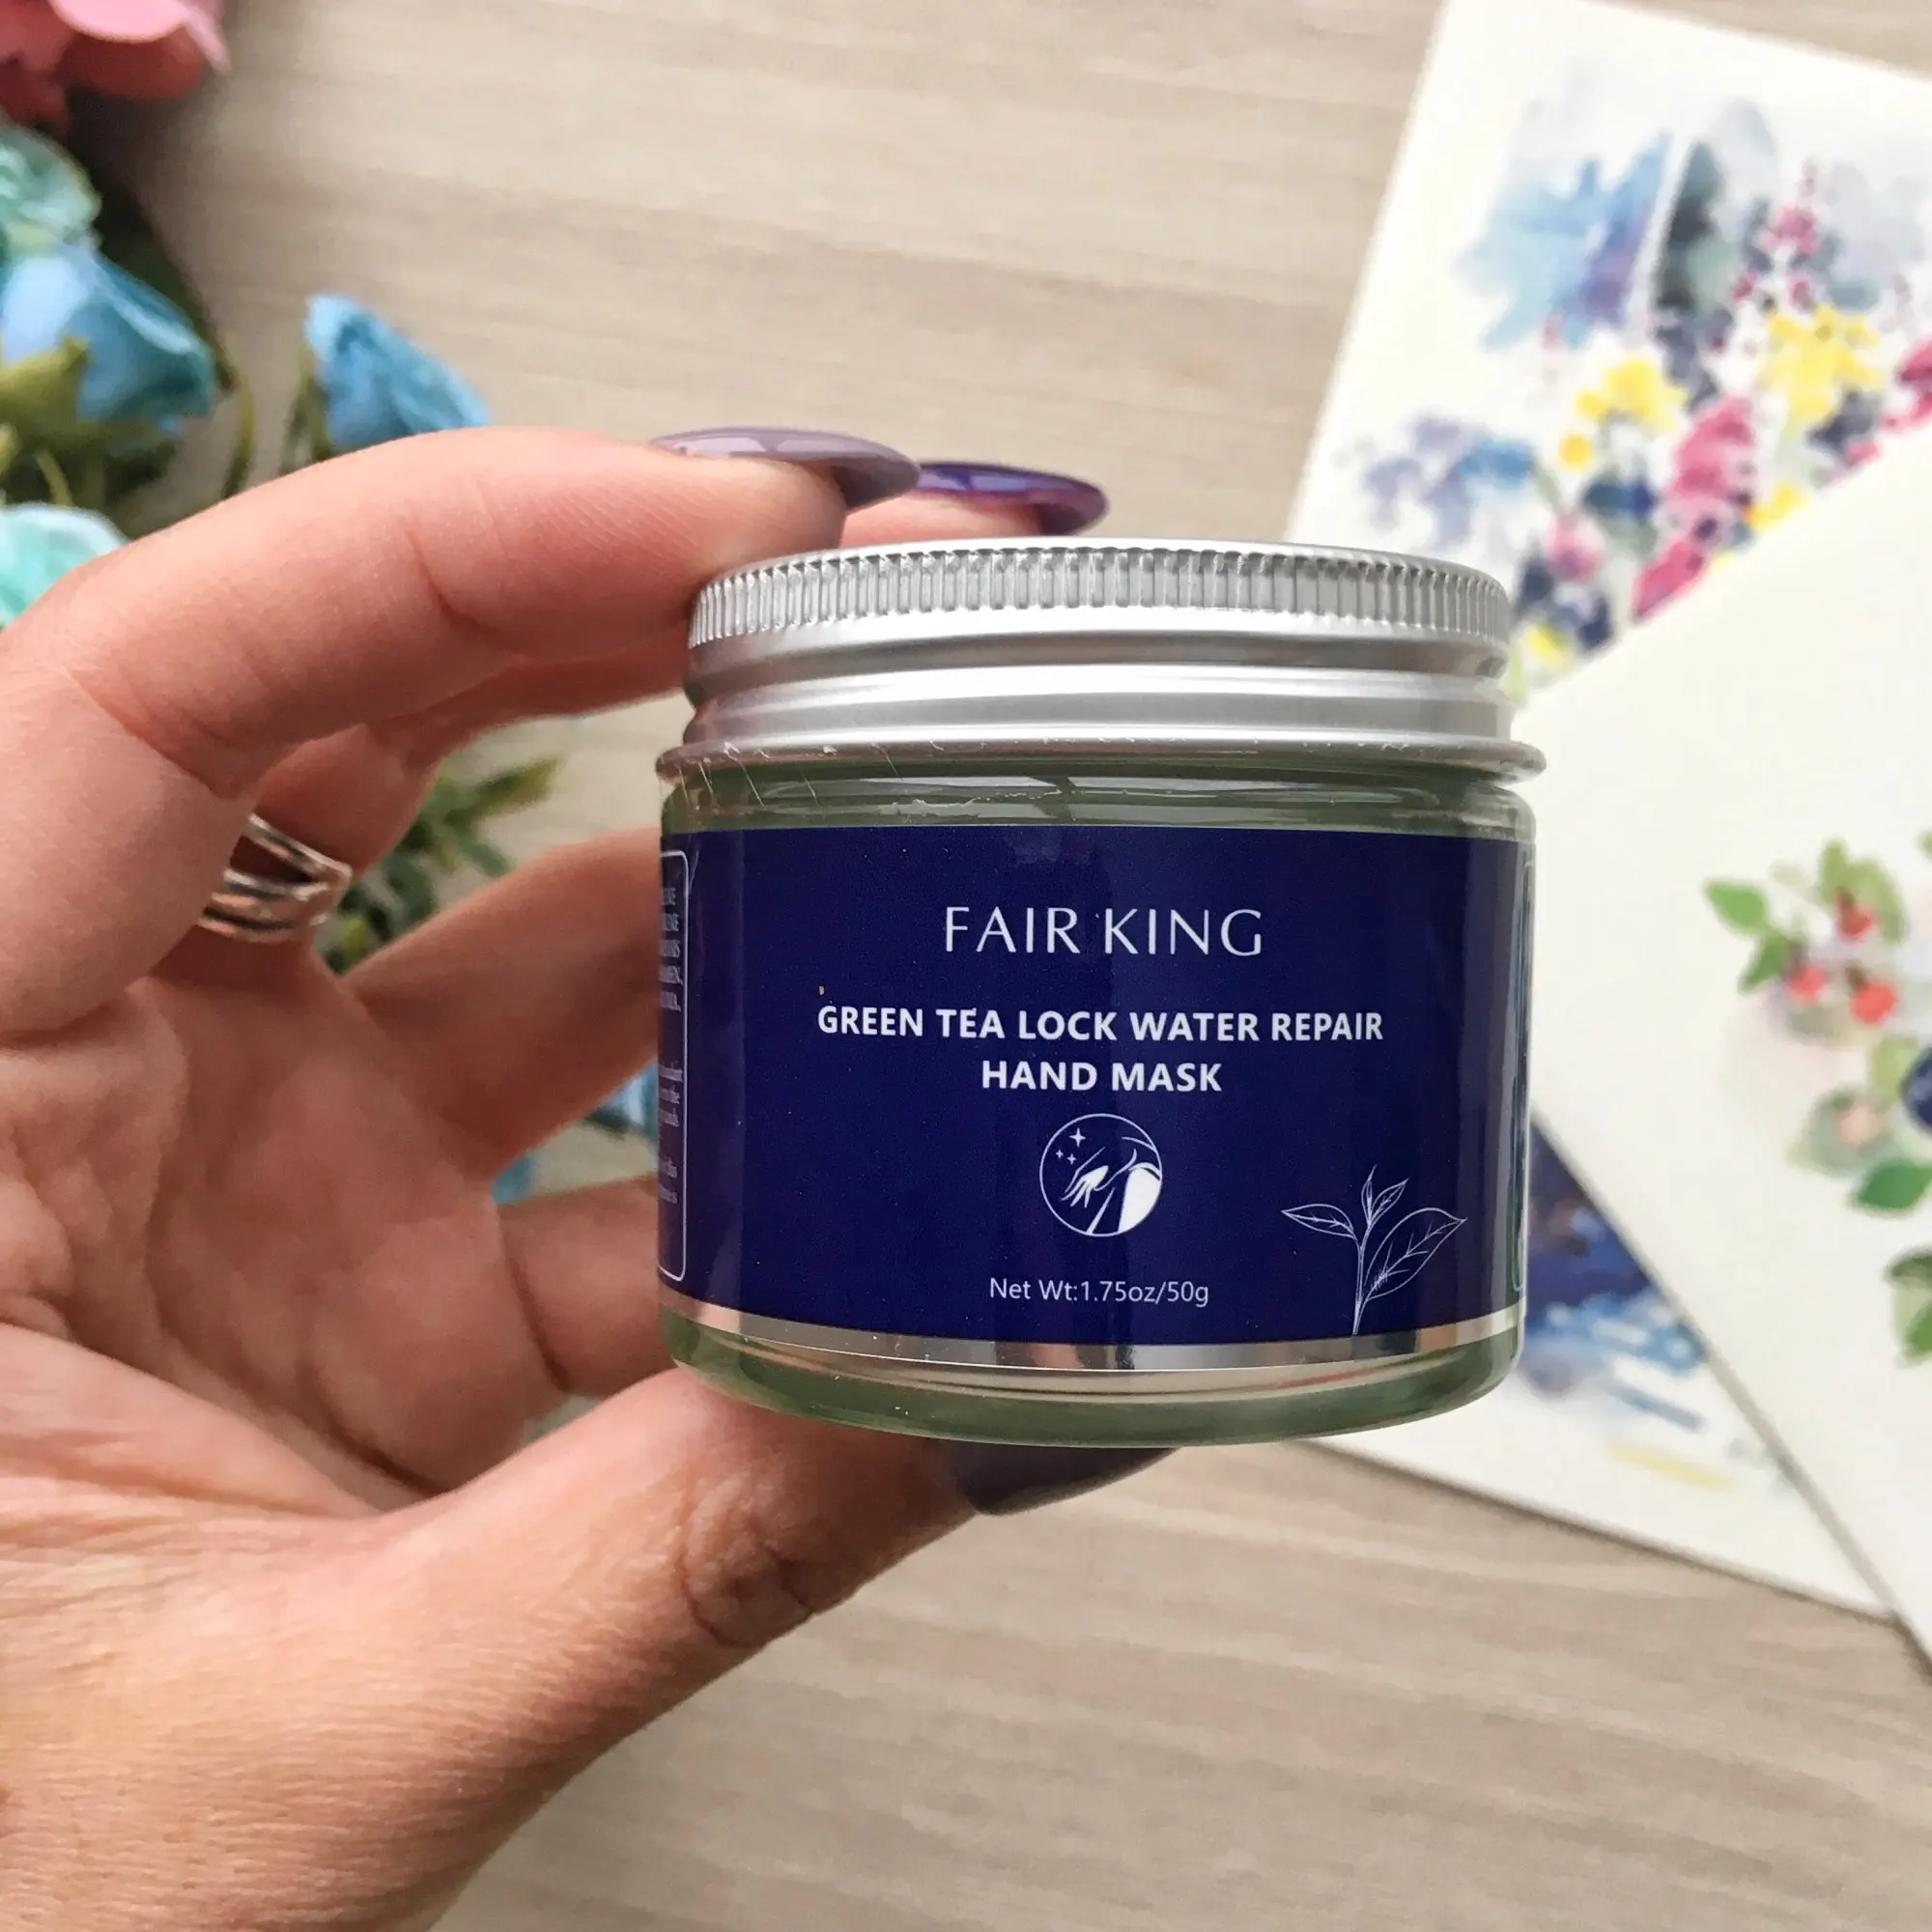 FAIR KING
GREEN TEA LOCK WATER REPAIR
HAND MASK
Net Wt:1.75oz/50g